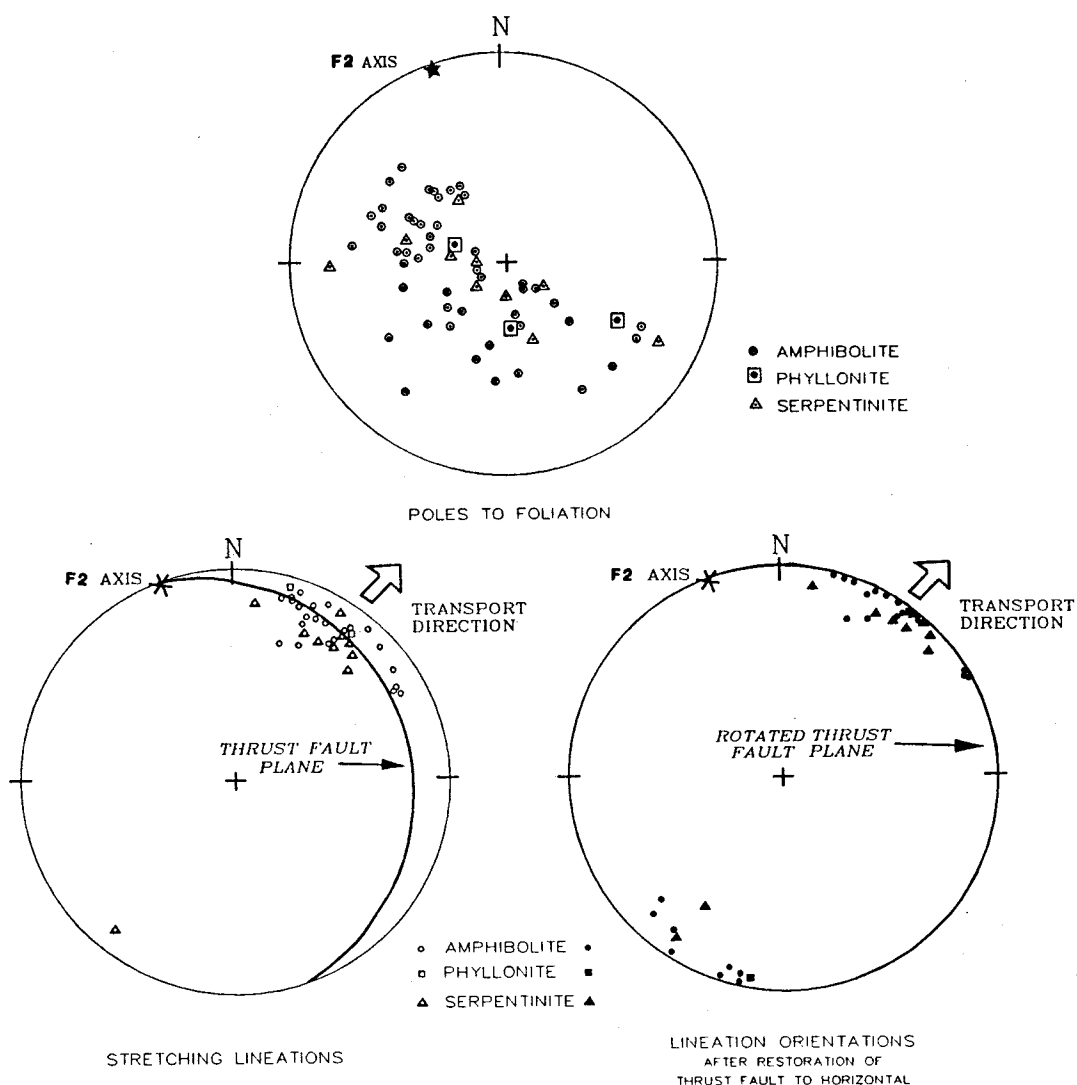 N
F2 AXIS
AMPHIBOLITE
PHYLLONITE
SERPENTINITE
POLES TO FOLIATION
N
F2 AXIS
TRANSPORT
DIRECTION
THRUST FAULT
PLANE
N
F2 AXIS
TRANSPORT
DIRECTION
ROTATED THRUST
FAULT PLANE
AMPHIBOLITE
PHYLLONITE
SERPENTINITE
STRETCHING LINEATIONS
LINEATION ORIENTATIONS
AFTER RESTORATION OF
THRUST FAULT TO HORIZONTAL